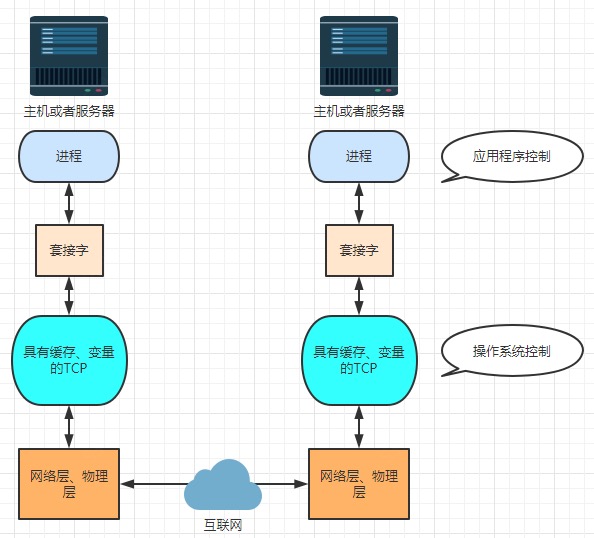 主机或者服务器
主机或者服务器
进程
进程
应用程序控制
套接字
套接字
具有缓存、变量
的TCP
具有缓存、变量
的TCP
操作系统控制
网络层、物理
层
网络层、物理
层
互联网